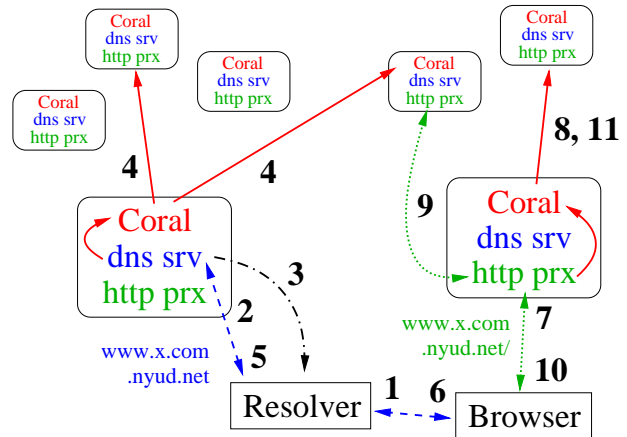 Coral
dns srv
http prx
Coral
dns srv
http prx
Coral
dns srv
http prx
Coral
dns srv
http prx
Coral
dns srv
http prx
4
4
8, 11
9
Coral
dns srv
http prx
Coral
dns srv
http prx
3
2
7
www.x.com
.nyud.net
www.x.com
.nyud.net/
5
10
1
6
Resolver
Browser